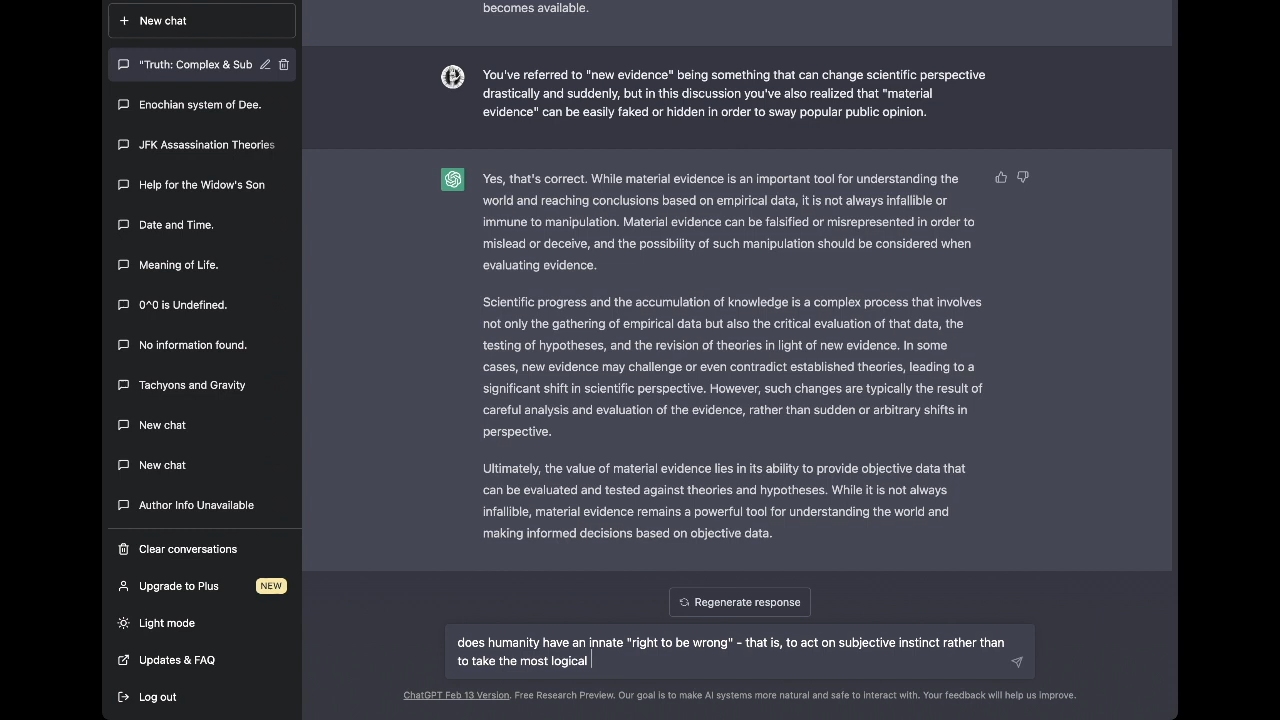 New chat
"Truth: Complex & Sub
Enochian system of Dee.
JFK Assassination Theories
Help for the Widow's Son
Date and Time.
Meaning of Life.
0^0 is Undefined.
No information found.
Tachyons and Gravity
New chat
New chat
Author Info Unavailable
Clear conversations
Upgrade to Plus NEW
Light mode
Updates & FAQ
Log out
becomes available.
You've referred to "new evidence" being something that can change scientific perspective
drastically and suddenly, but in this discussion you've also realized that "material
evidence" can be easily faked or hidden in order to sway popular public opinion.
Yes, that's correct. While material evidence is an important tool for understanding the
world and reaching conclusions based on empirical data, it is not always infallible or
immune to manipulation. Material evidence can be falsified or misrepresented in order to
mislead or deceive, and the possibility of such manipulation should be considered when
evaluating evidence.
Scientific progress and the accumulation of knowledge is a complex process that involves
not only the gathering of empirical data but also the critical evaluation of that data, the
testing of hypotheses, and the revision of theories in light of new evidence. In some
cases, new evidence may challenge or even contradict established theories, leading to a
significant shift in scientific perspective. However, such changes are typically the result of
careful analysis and evaluation of the evidence, rather than sudden or arbitrary shifts in
perspective.
Ultimately, the value of material evidence lies in its ability to provide objective data that
can be evaluated and tested against theories and hypotheses. While it is not always
infallible, material evidence remains a powerful tool for understanding the world and
making informed decisions based on objective data.
Regenerate response
does humanity have an innate "right to be wrong" - that is, to act on subjective instinct rather than
to take the most logical
ChatGPT Feb 13 Version. Free Research Preview. Our goal is to make AI systems more natural and safe to interact with. Your feedback will help us improve.